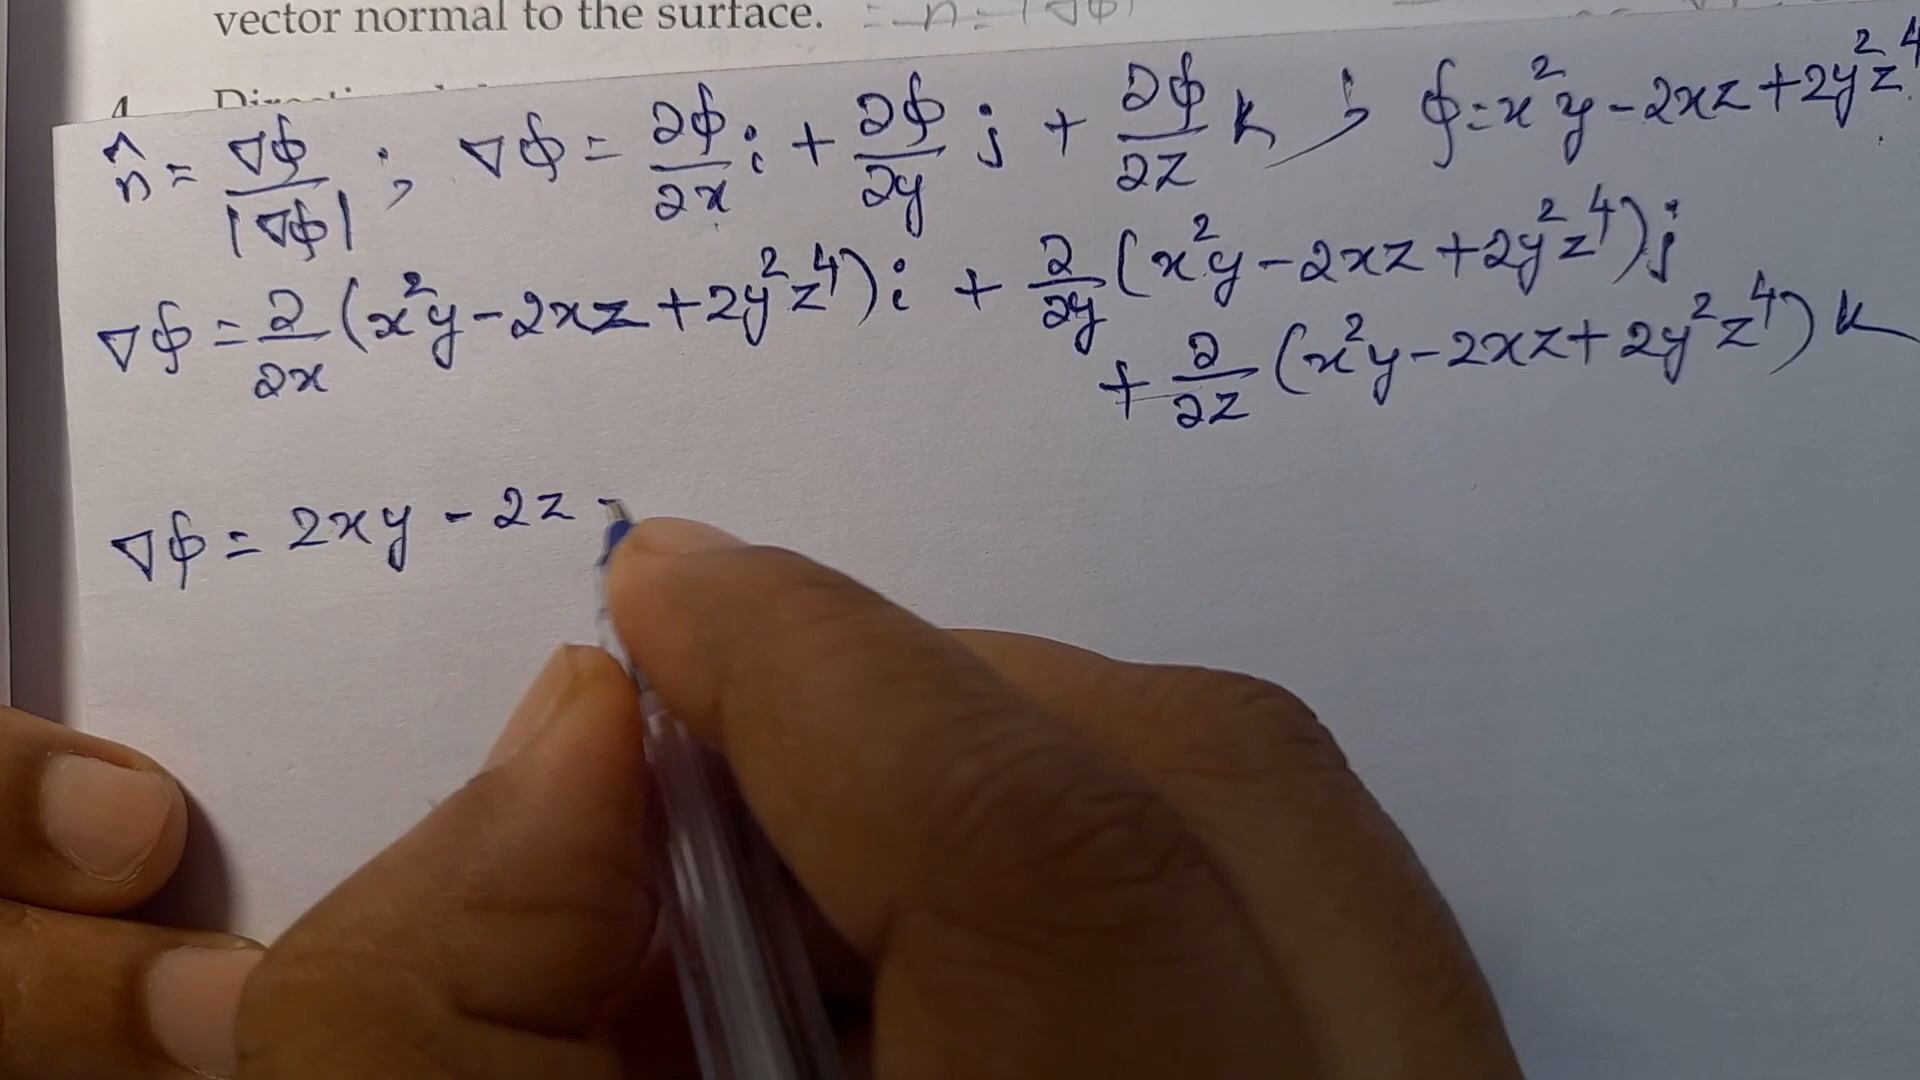 vector normal to the surface. = n = |∇ϕ|
4
n̂ = ∇ϕ / |∇ϕ| ; ∇ϕ = ∂ϕ/∂x i + ∂ϕ/∂y j + ∂ϕ/∂z k ; ϕ = x²y - 2xz + 2y²z⁴.
∇ϕ = ∂/∂x (x²y - 2xz + 2y²z⁴) i + ∂/∂y (x²y - 2xz + 2y²z⁴) j
+ ∂/∂z (x²y - 2xz + 2y²z⁴) k
∇ϕ = 2xy - 2z -